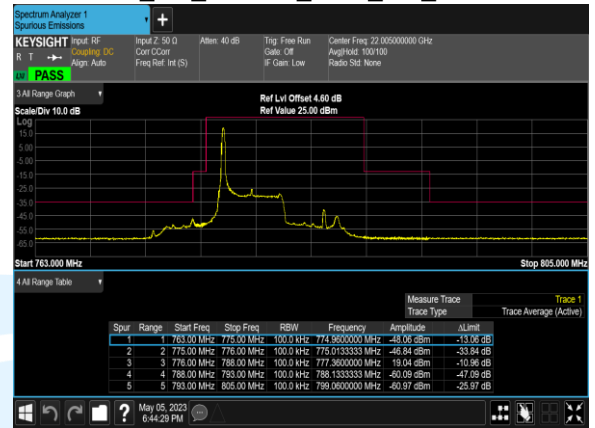 Spectrum Analyzer 1
Spurious Emissions
KEYSIGHT Input: RF Input Z: 50 Ω Atten: 40 dB Trig: Free Run Center Freq: 22.005000000 GHz
R T Coupling: DC Corr CCorr Gate: Off Avg|Hold: 100/100
Align: Auto Freq Ref: Int (S) IF Gain: Low Radio Std: None
PASS
3 All Range Graph
Ref Lvl Offset 4.60 dB
Scale/Div 10.0 dB Ref Value 25.00 dBm
Log
15.0
5.00
-5.00
-15.0
-25.0
-35.0
-45.0
-55.0
-65.0
Start 763.000 MHz Stop 805.000 MHz
4 All Range Table
Measure Trace Trace 1
Trace Type Trace Average (Active)
Spur Range Start Freq Stop Freq RBW Frequency Amplitude ΔLimit
1 1 763.00 MHz 775.00 MHz 100.0 kHz 774.9600000 MHz -48.06 dBm -13.06 dB
2 2 775.00 MHz 776.00 MHz 100.0 kHz 775.0133333 MHz -46.84 dBm -33.84 dB
3 3 776.00 MHz 788.00 MHz 100.0 kHz 777.3600000 MHz 19.04 dBm -10.96 dB
4 4 788.00 MHz 793.00 MHz 100.0 kHz 788.1333333 MHz -60.09 dBm -47.09 dB
5 5 793.00 MHz 805.00 MHz 100.0 kHz 799.0600000 MHz -60.97 dBm -25.97 dB
May 05, 2023
6:44:29 PM